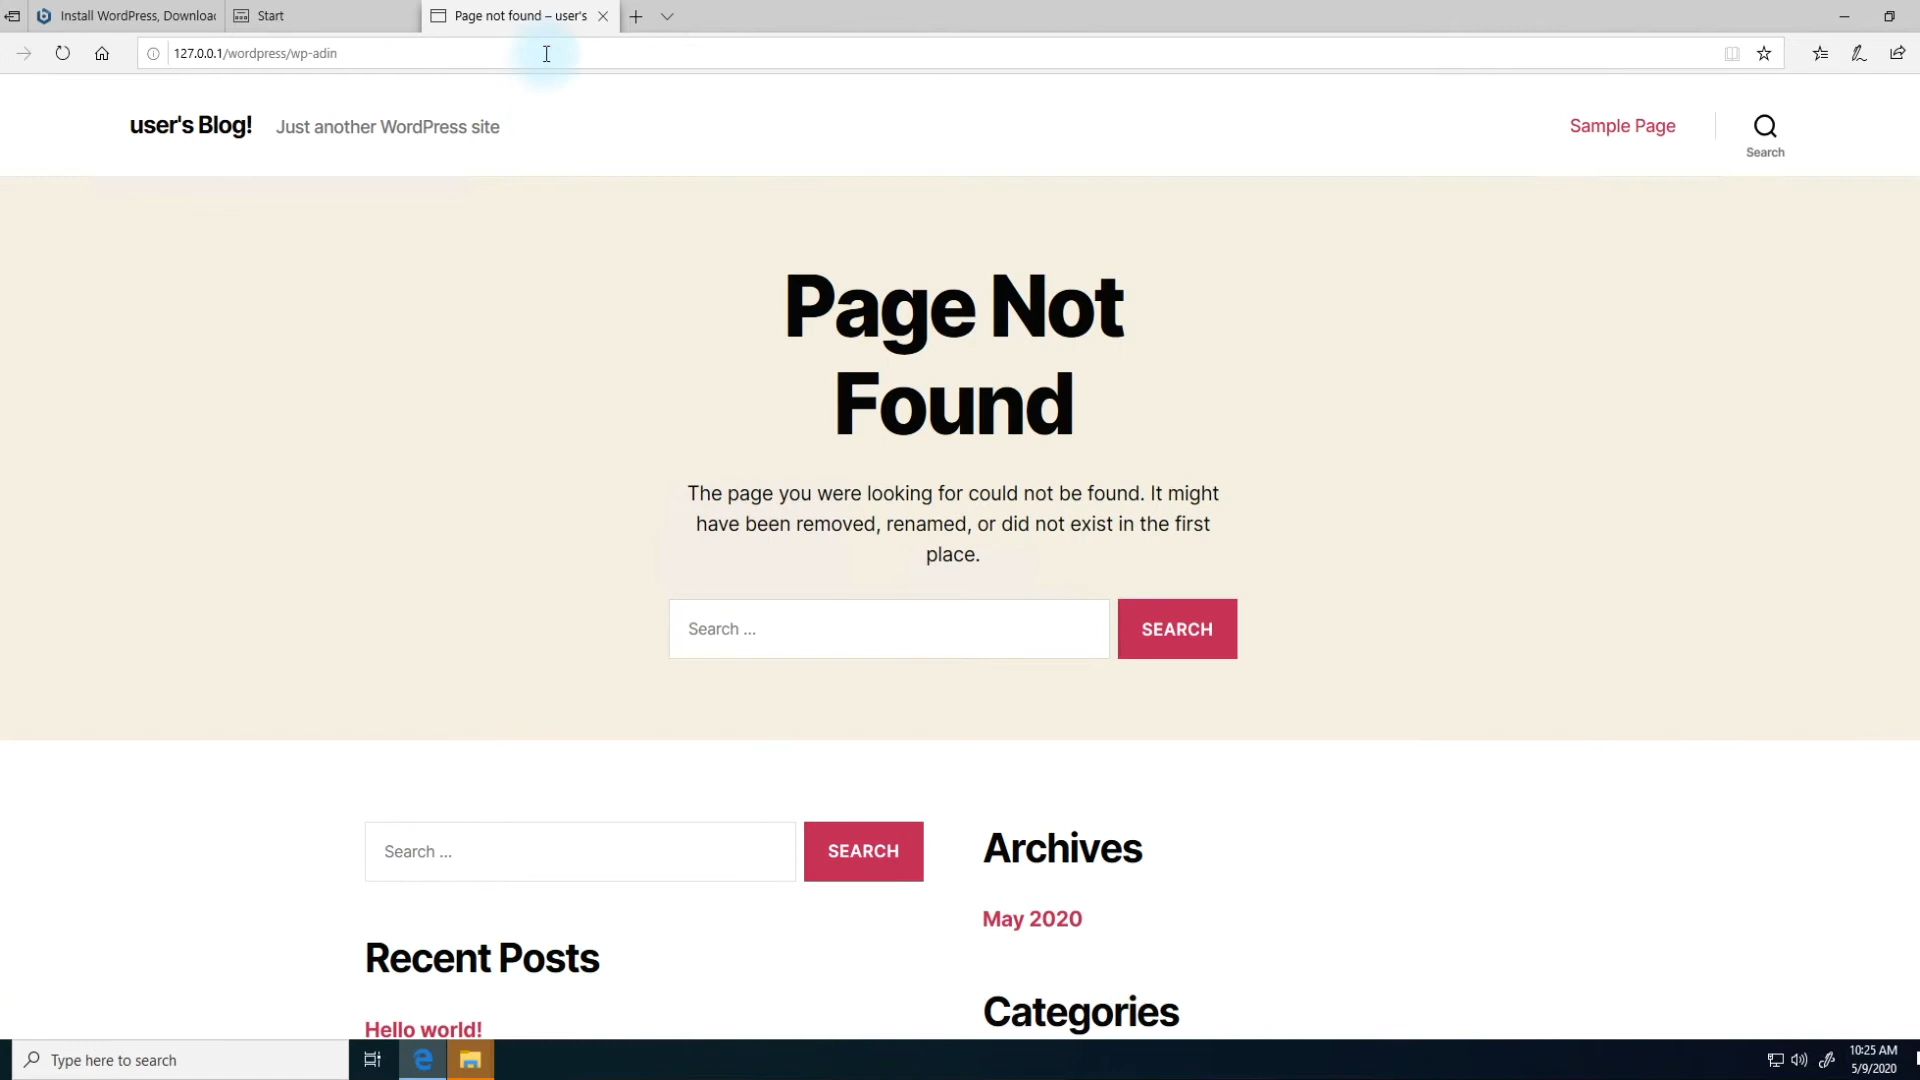 Install WordPress, Downloa
Start
Page not found – user's
127.0.0.1/wordpress/wp-adin
user's Blog!
Just another WordPress site
Sample Page
Search
Page Not
Found
The page you were looking for could not be found. It might
have been removed, renamed, or did not exist in the first
place.
Search ...
SEARCH
Search ...
SEARCH
Recent Posts
Hello world!
Archives
May 2020
Categories
Type here to search
10:25 AM
5/9/2020